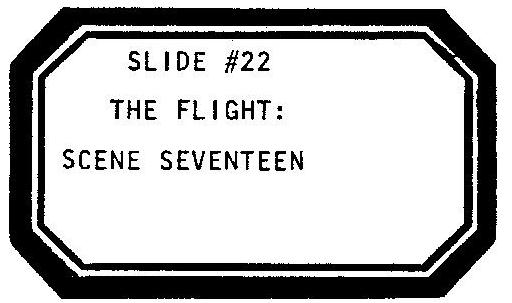 SLIDE #22
THE FLIGHT:
SCENE SEVENTEEN